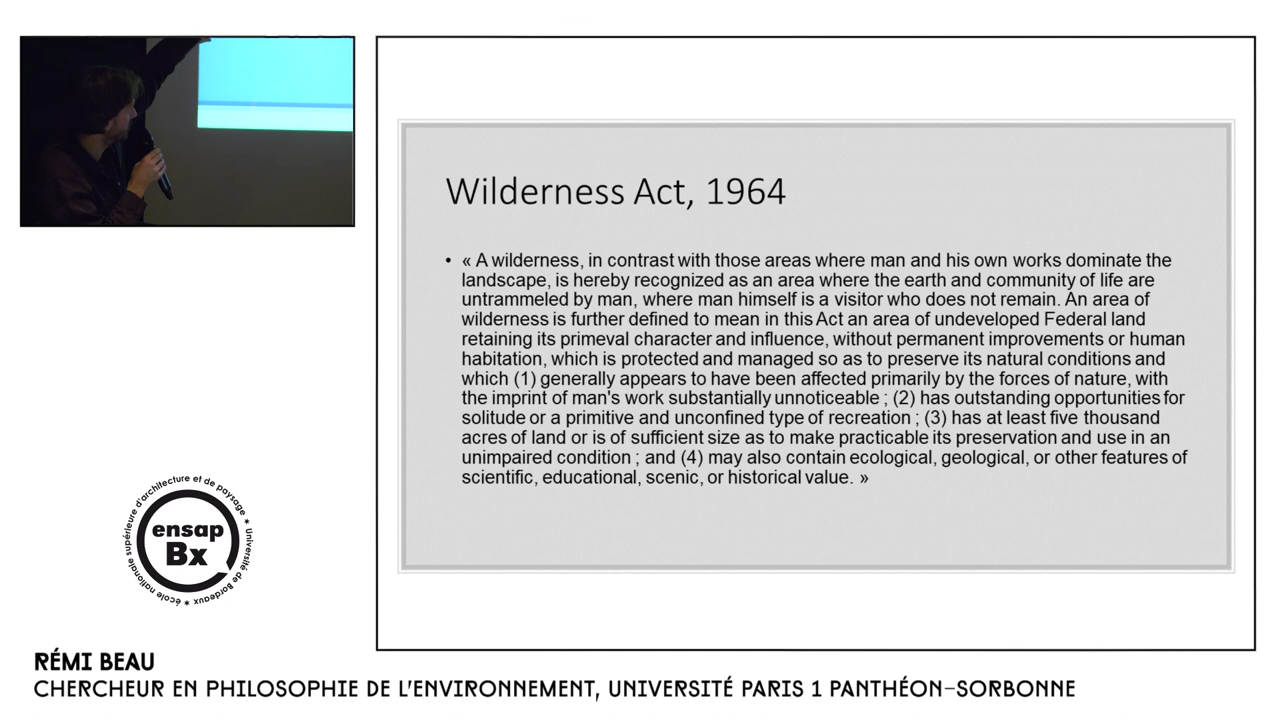 Wilderness Act, 1964
• « A wilderness, in contrast with those areas where man and his own works dominate the
landscape, is hereby recognized as an area where the earth and community of life are
untrammeled by man, where man himself is a visitor who does not remain. An area of
wilderness is further defined to mean in this Act an area of undeveloped Federal land
retaining its primeval character and influence, without permanent improvements or human
habitation, which is protected and managed so as to preserve its natural conditions and
which (1) generally appears to have been affected primarily by the forces of nature, with
the imprint of man's work substantially unnoticeable ; (2) has outstanding opportunities for
solitude or a primitive and unconfined type of recreation ; (3) has at least five thousand
acres of land or is of sufficient size as to make practicable its preservation and use in an
unimpaired condition ; and (4) may also contain ecological, geological, or other features of
scientific, educational, scenic, or historical value. »
école nationale supérieure d'architecture et de paysage * Université de Bordeaux *
ensap
Bx
RÉMI BEAU
CHERCHEUR EN PHILOSOPHIE DE L'ENVIRONNEMENT, UNIVERSITÉ PARIS 1 PANTHÉON-SORBONNE